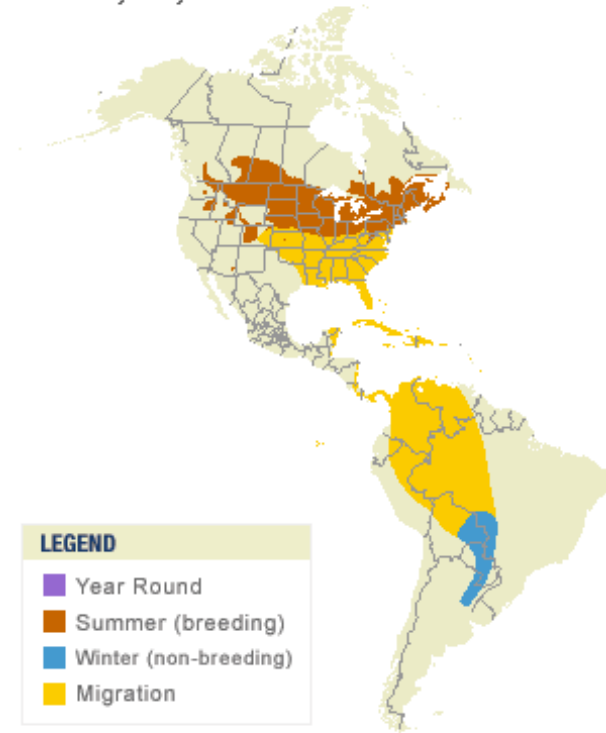 LEGEND
Year Round
Summer (breeding)
Winter (non-breeding)
Migration